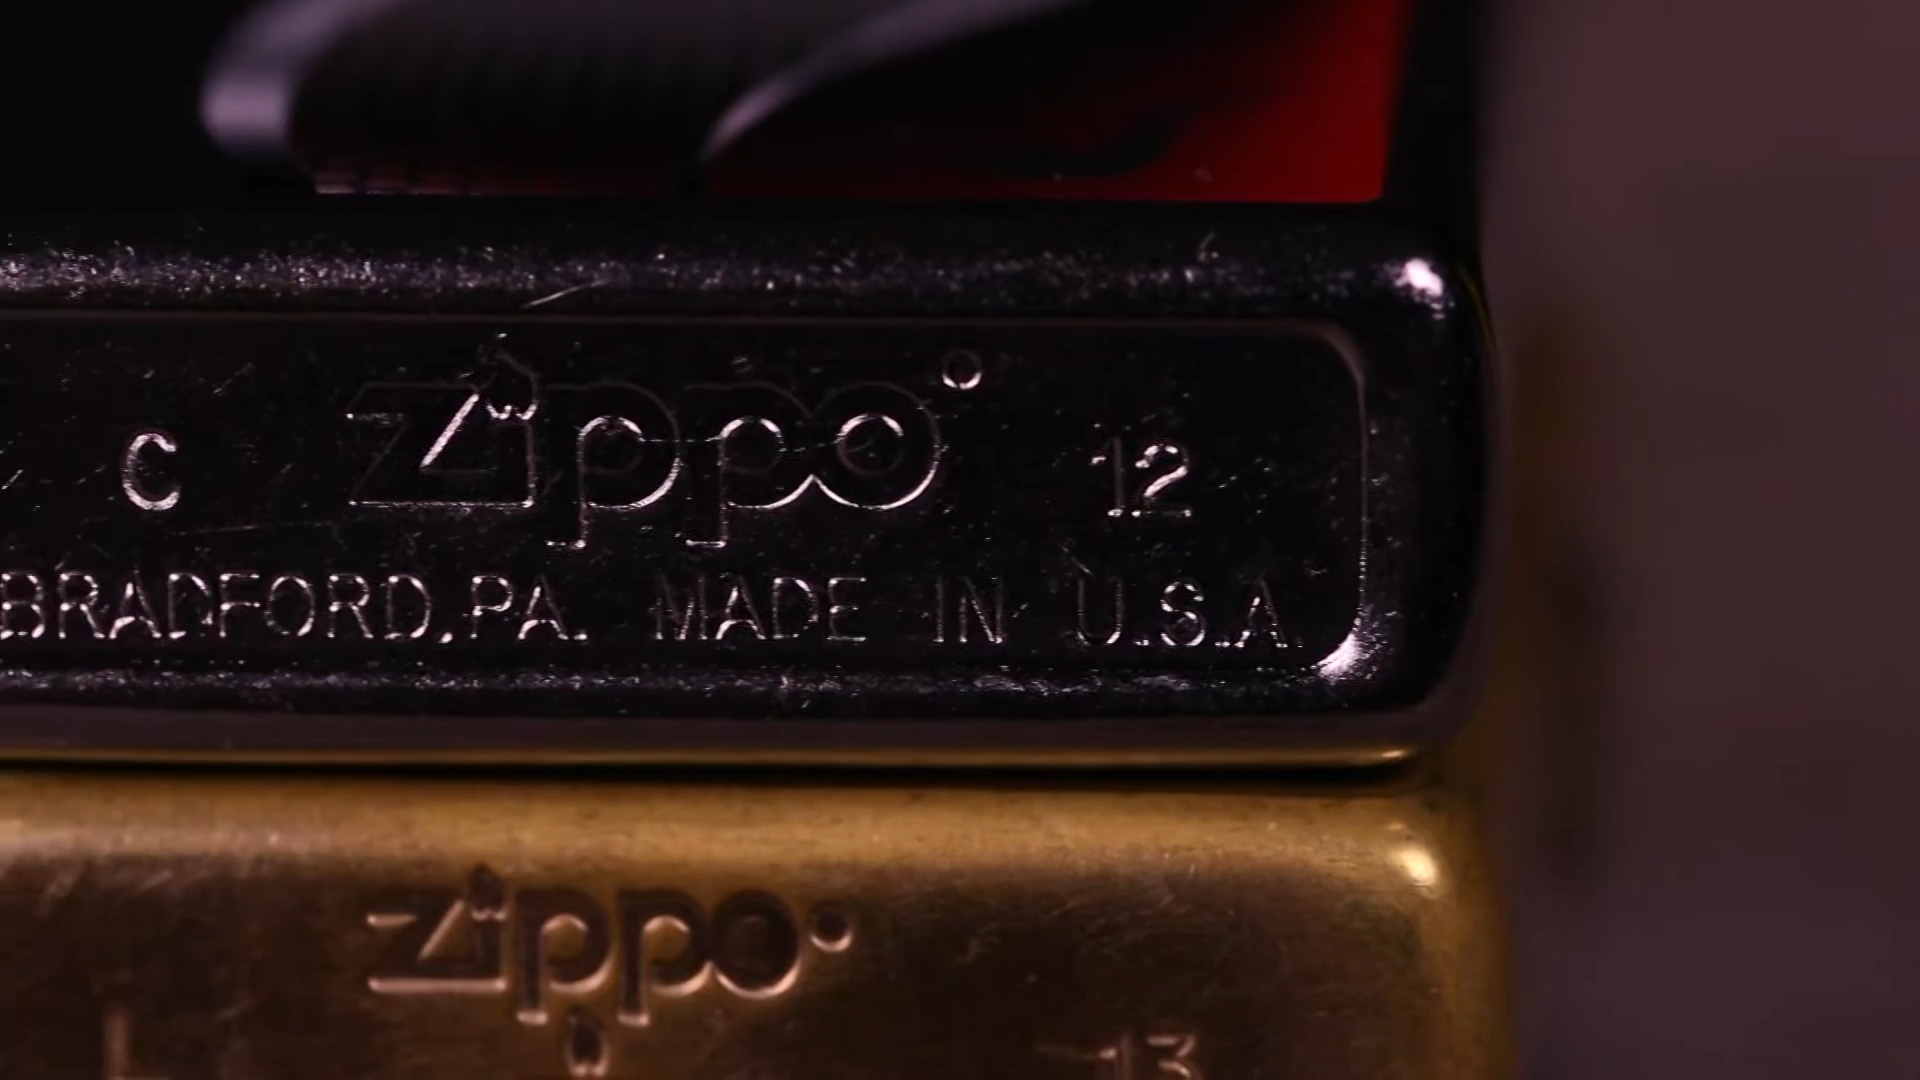 C Zippo 12
BRADFORD,PA. MADE IN U.S.A.
Zippo
13